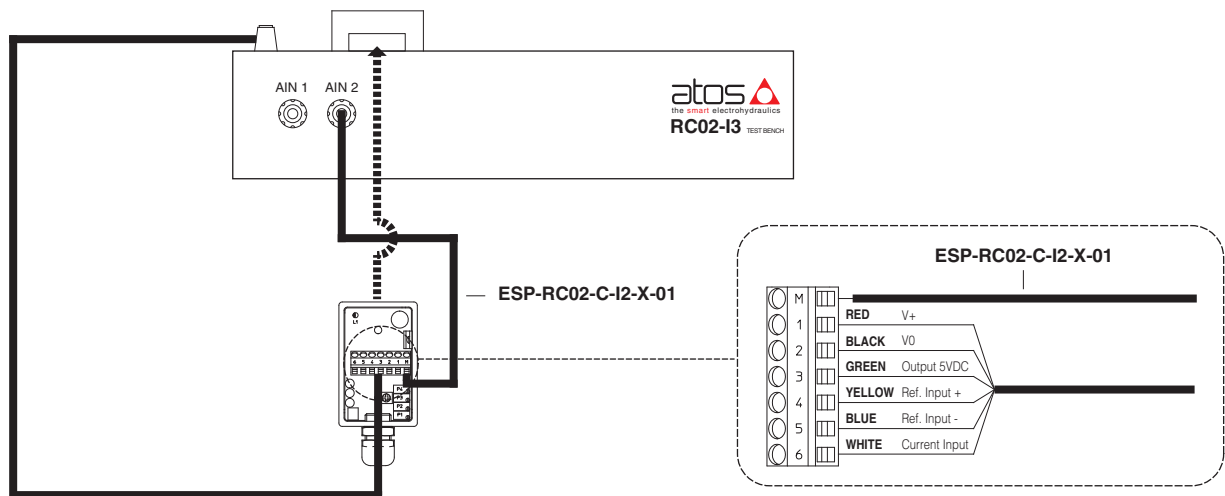 AIN 1 AIN 2
atos
the smart electrohydraulics
RC02-I3 TEST BENCH
ESP-RC02-C-I2-X-01
ESP-RC02-C-I2-X-01
M
1 RED V+
2 BLACK V0
3 GREEN Output 5VDC
4 YELLOW Ref. Input +
5 BLUE Ref. Input -
6 WHITE Current Input
L1
6 5 4 3 2 1 M
P4
P3
P2
P1